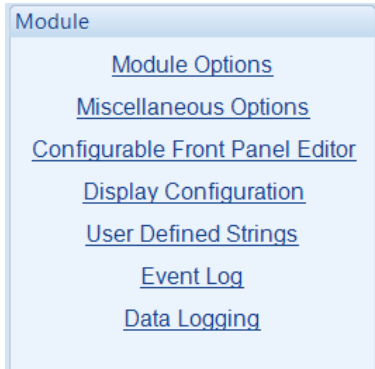 Module
Module Options
Miscellaneous Options
Configurable Front Panel Editor
Display Configuration
User Defined Strings
Event Log
Data Logging